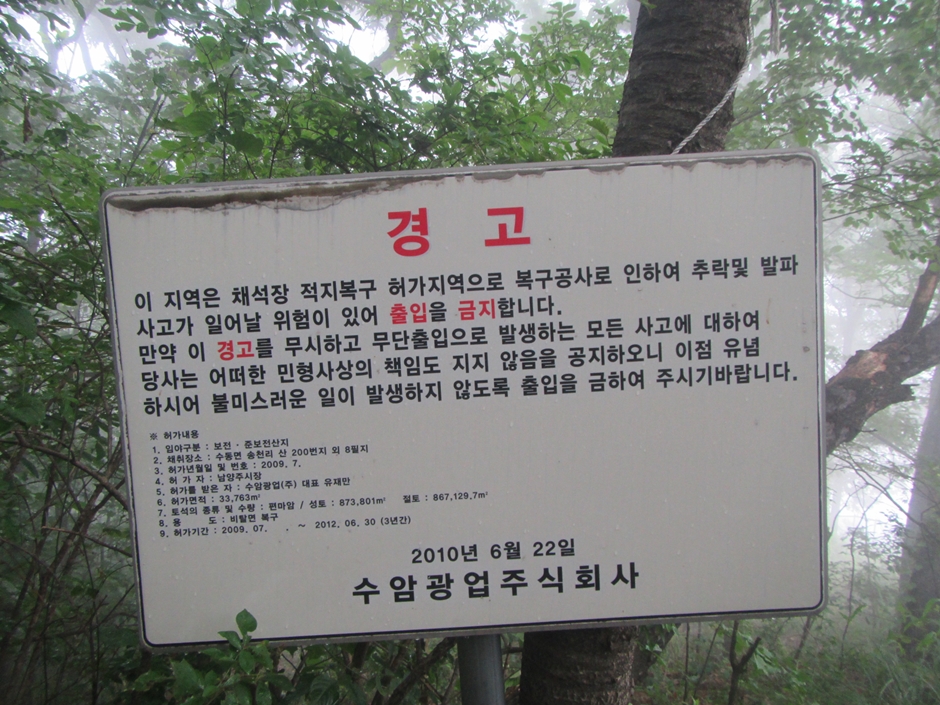 경 고
이 지역은 채석장 적지복구 허가지역으로 복구공사로 인하여 추락및 발파
사고가 일어날 위험이 있어 출입을 금지합니다.
만약 이 경고를 무시하고 무단출입으로 발생하는 모든 사고에 대하여
당사는 어떠한 민형사상의 책임도 지지 않음을 공지하오니 이점 유념
하시어 불미스러운 일이 발생하지 않도록 출입을 금하여 주시기바랍니다.
※ 허가내용
1. 임야구분 : 보전 · 준보전산지
2. 채취장소 : 수동면 송천리 산 200번지 외 8필지
3. 허가년월일 및 번호 : 2009. 7.
4. 허 가 자 : 남양주시장
5. 허가를 받은 자 : 수암광업(주) 대표 유재만
6. 허가면적 : 33,763㎡
7. 토석의 종류 및 수량 : 편마암 / 성토 : 873,801㎥ 절토 : 867,129,7㎥
8. 용 도 : 비탈면 복구
9. 허가기간 : 2009. 07. . ~ 2012. 06. 30 (3년간)
2010년 6월 22일
수암광업주식회사